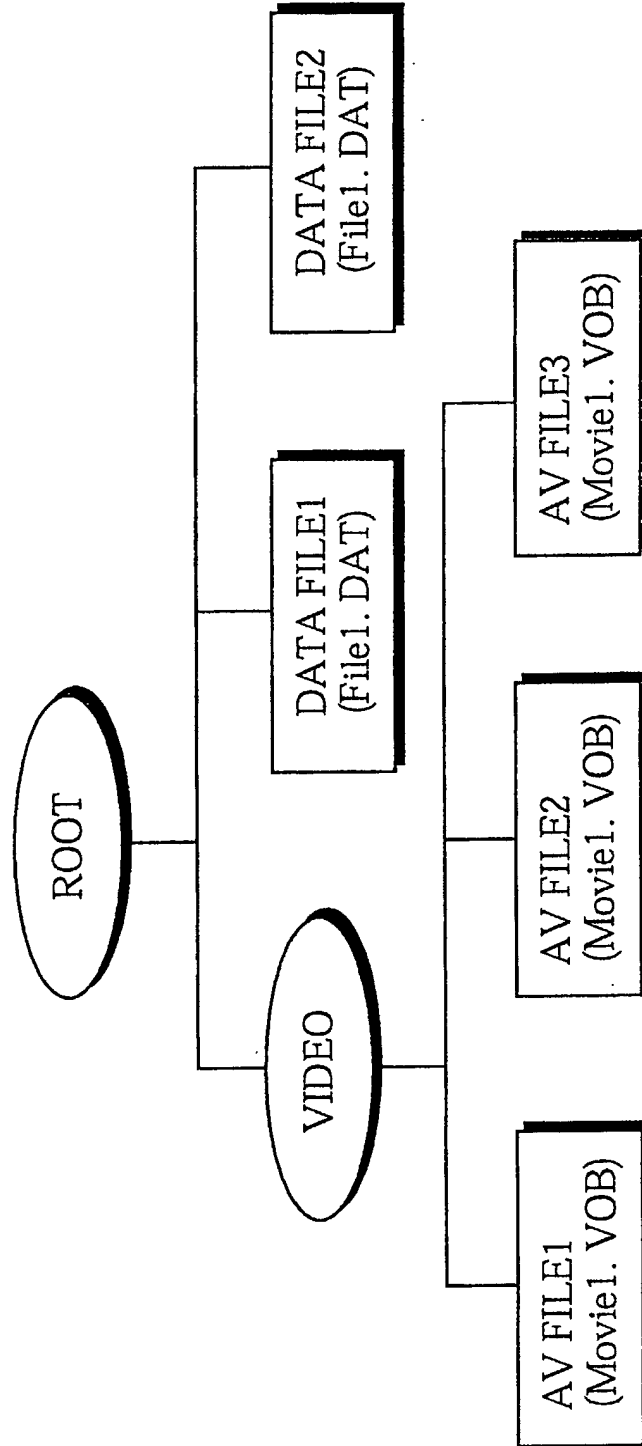 ROOT
VIDEO
DATA FILE1
(File1. DAT)
DATA FILE2
(File1. DAT)
AV FILE1
(Movie1. VOB)
AV FILE2
(Movie1. VOB)
AV FILE3
(Movie1. VOB)